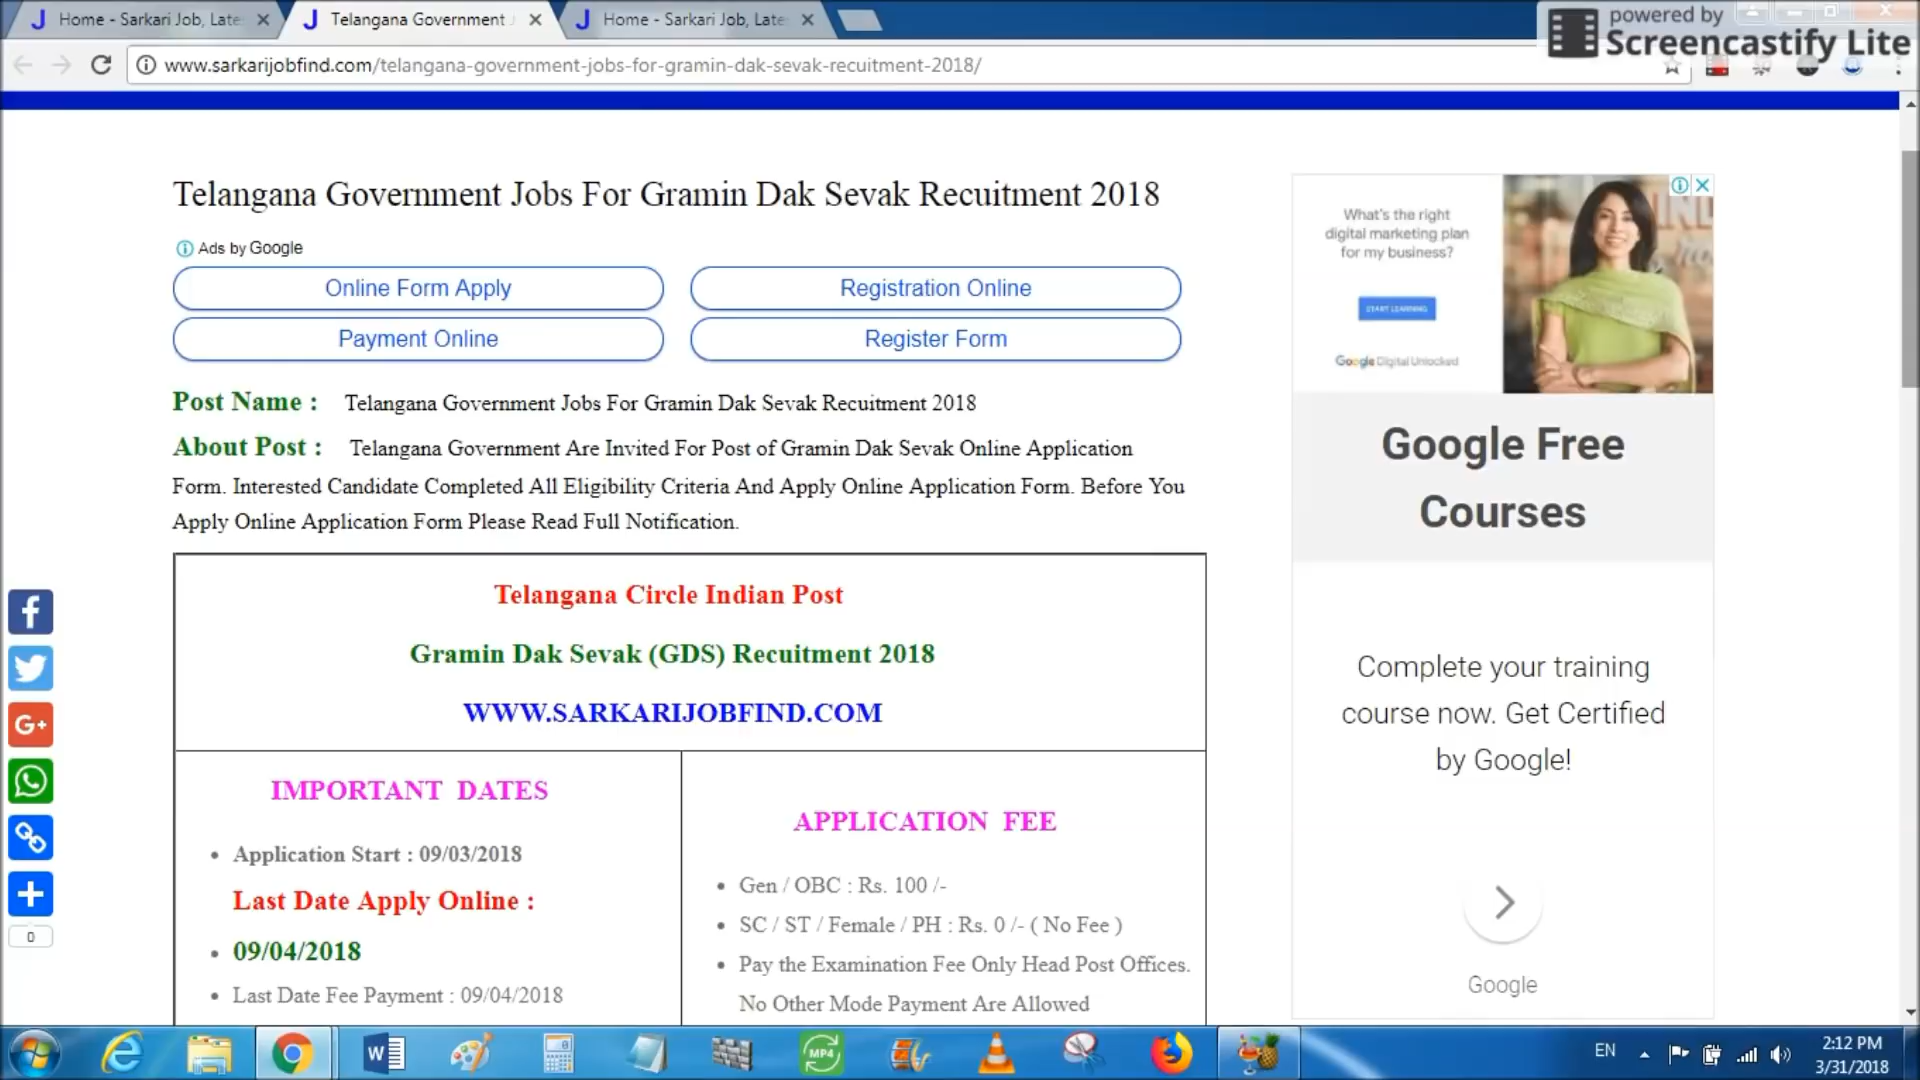 Home - Sarkari Job, Late
Telangana Government J
Home - Sarkari Job, Late
powered by
Screencastify Lite
www.sarkarijobfind.com/telangana-government-jobs-for-gramin-dak-sevak-recuitment-2018/
Telangana Government Jobs For Gramin Dak Sevak Recuitment 2018
Ads by Google
Online Form Apply
Registration Online
Payment Online
Register Form
Post Name : Telangana Government Jobs For Gramin Dak Sevak Recuitment 2018
About Post : Telangana Government Are Invited For Post of Gramin Dak Sevak Online Application
Form. Interested Candidate Completed All Eligibility Criteria And Apply Online Application Form. Before You
Apply Online Application Form Please Read Full Notification.
Telangana Circle Indian Post
Gramin Dak Sevak (GDS) Recuitment 2018
WWW.SARKARIJOBFIND.COM
IMPORTANT DATES
Application Start : 09/03/2018
Last Date Apply Online :
09/04/2018
Last Date Fee Payment : 09/04/2018
APPLICATION FEE
Gen / OBC : Rs. 100 /-
SC / ST / Female / PH : Rs. 0 /- ( No Fee )
Pay the Examination Fee Only Head Post Offices.
No Other Mode Payment Are Allowed
What's the right
digital marketing plan
for my business?
START LEARNING
Google Digital Unlocked
Google Free
Courses
Complete your training
course now. Get Certified
by Google!
Google
G+
0
W
MP4
EN
2:12 PM
3/31/2018